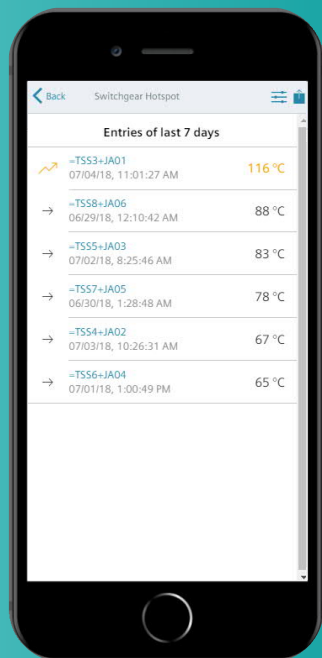 Back
Switchgear Hotspot
Entries of last 7 days
=TSS3+JA01
116 °C
07/04/18, 11:01:27 AM
=TSS8+JA06
88 °C
06/29/18, 12:10:42 AM
=TSS5+JA03
83 °C
07/02/18, 8:25:46 AM
=TSS7+JA05
78 °C
06/30/18, 1:28:48 AM
=TSS4+JA02
67 °C
07/03/18, 10:26:31 AM
=TSS6+JA04
65 °C
07/01/18, 1:00:49 PM